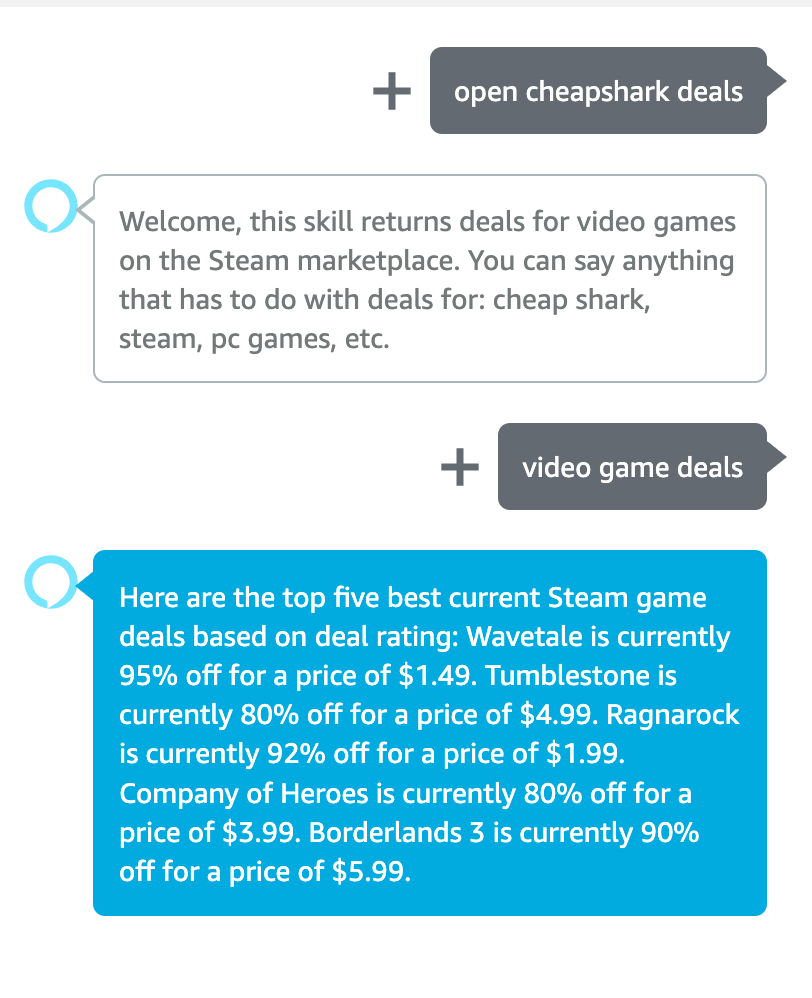 open cheapshark deals
Welcome, this skill returns deals for video games
on the Steam marketplace. You can say anything
that has to do with deals for: cheap shark,
steam, pc games, etc.
video game deals
Here are the top five best current Steam game
deals based on deal rating: Wavetale is currently
95% off for a price of $1.49. Tumblestone is
currently 80% off for a price of $4.99. Ragnarock
is currently 92% off for a price of $1.99.
Company of Heroes is currently 80% off for a
price of $3.99. Borderlands 3 is currently 90%
off for a price of $5.99.